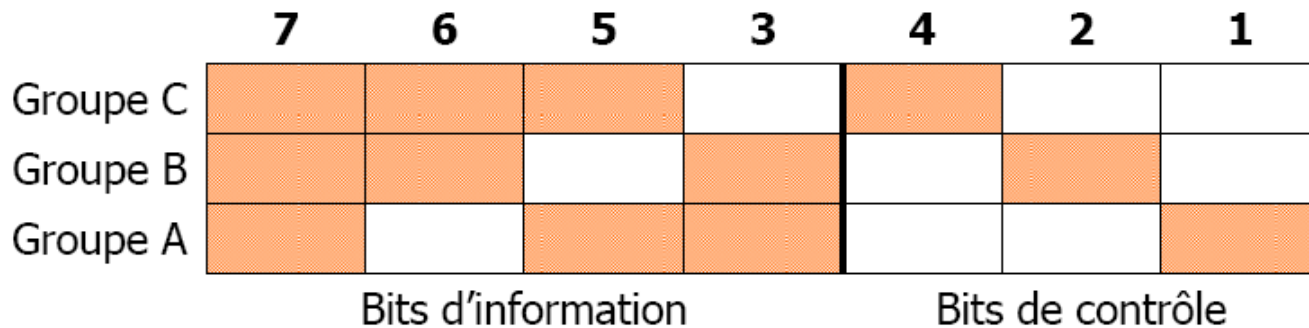 7 6 5 3 4 2 1
Groupe C
Groupe B
Groupe A
Bits d'information Bits de contrôle